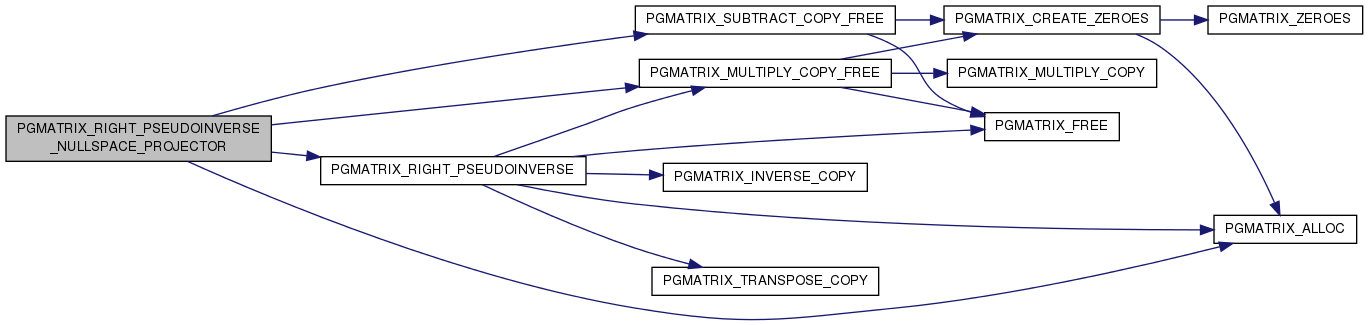 PGMATRIX_RIGHT_PSEUDOINVERSE
_NULLSPACE_PROJECTOR
PGMATRIX_SUBTRACT_COPY_FREE
PGMATRIX_MULTIPLY_COPY_FREE
PGMATRIX_RIGHT_PSEUDOINVERSE
PGMATRIX_CREATE_ZEROES
PGMATRIX_ZEROES
PGMATRIX_MULTIPLY_COPY
PGMATRIX_FREE
PGMATRIX_INVERSE_COPY
PGMATRIX_ALLOC
PGMATRIX_TRANSPOSE_COPY